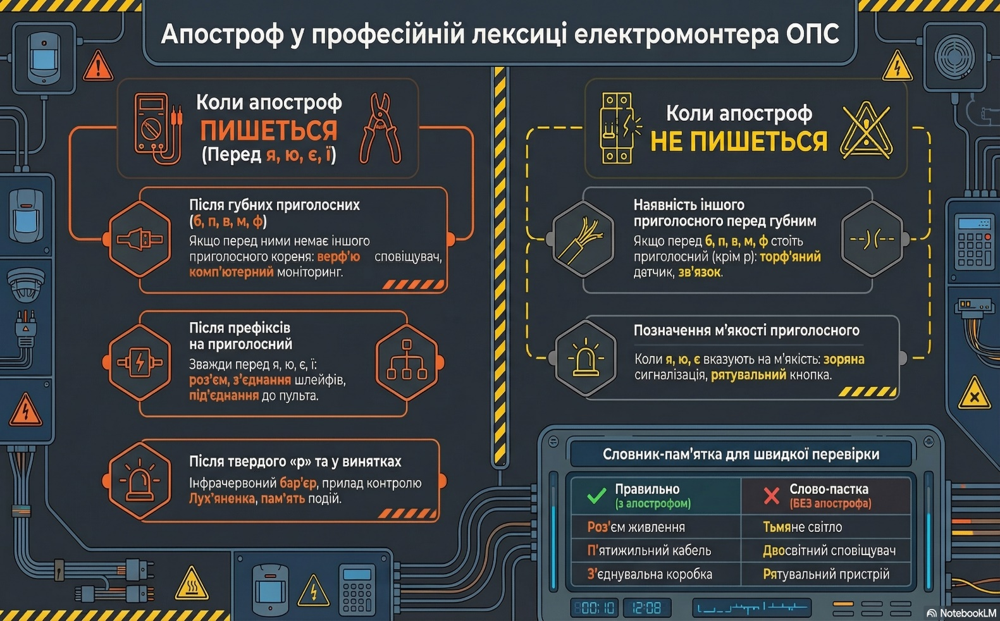 Апостроф у професійній лексиці електромонтера ОПС
Коли апостроф
ПИШЕТЬСЯ
(Перед я, ю, є, ї)
Після губних приголосних
(б, п, в, м, ф)
Якщо перед ними немає іншого
приголосного кореня: верф'ю сповіщувач,
комп'ютерний моніторинг.
Після префіксів
на приголосний
Зважди перед я, ю, є, ї:
роз'єм, з'єднання шлейфів,
під'єднання до пульта.
Після твердого «р» та у винятках
Інфрачервоний бар'єр, прилад контролю
Лух'яненка, пам'ять подій.
Коли апостроф
НЕ ПИШЕТЬСЯ
Наявність іншого
приголосного перед губним
Якщо перед б, п, в, м, ф стоїть
приголосний (крім р): торф'яний
датчик, зв'язок.
Позначення м'якості приголосного
Коли я, ю, є вказують на м'якість: зоряна
сигналізація, рятувальний кнопка.
Словник-пам'ятка для швидкої перевірки
Правильно
(з апострофом)
Слово-пастка
(БЕЗ апострофа)
Роз'єм живлення
Тьмяне світло
П'ятижильний кабель
Двосвітний сповіщувач
З'єднувальна коробка
Рятувальний пристрій
00:10
12:08
NotebookLM